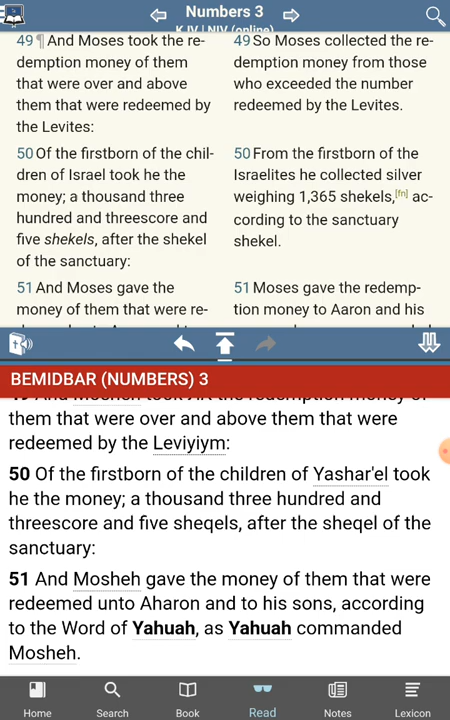 Numbers 3
KJV | NIV (online)
49 ¶ And Moses took the re-
demption money of them
that were over and above
them that were redeemed by
the Levites:
50 Of the firstborn of the chil-
dren of Israel took he the
money; a thousand three
hundred and threescore and
five shekels, after the shekel
of the sanctuary:
51 And Moses gave the
money of them that were re-
49 So Moses collected the re-
demption money from those
who exceeded the number
redeemed by the Levites.
50 From the firstborn of the
Israelites he collected silver
weighing 1,365 shekels,[fn] ac-
cording to the sanctuary
shekel.
51 Moses gave the redemp-
tion money to Aaron and his
BEMIDBAR (NUMBERS) 3
And Mosheh took the redemption money of
them that were over and above them that were
redeemed by the Leviyiym:
50 Of the firstborn of the children of Yashar'el took
he the money; a thousand three hundred and
threescore and five sheqels, after the sheqel of the
sanctuary:
51 And Mosheh gave the money of them that were
redeemed unto Aharon and to his sons, according
to the Word of Yahuah, as Yahuah commanded
Mosheh.
Home
Search
Book
Read
Notes
Lexicon